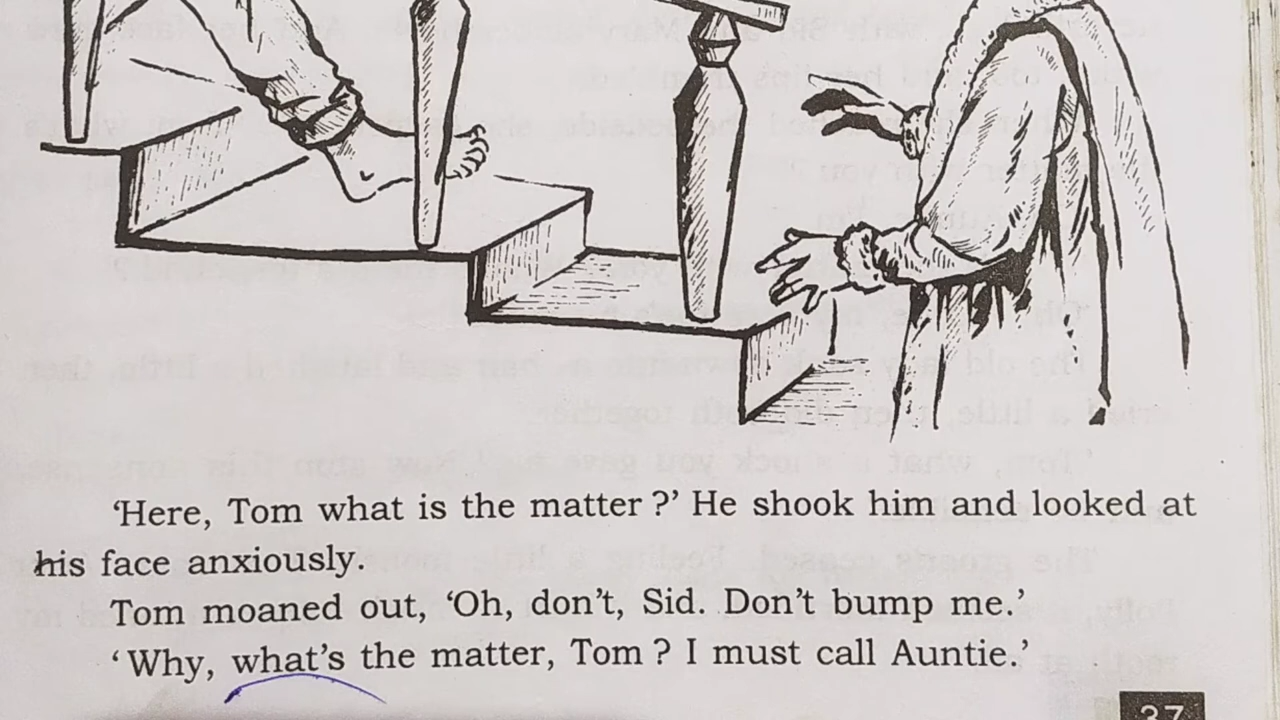 ‘Here, Tom what is the matter ?’ He shook him and looked at
his face anxiously.
Tom moaned out, ‘Oh, don’t, Sid. Don’t bump me.’
‘Why, what’s the matter, Tom ? I must call Auntie.’
37